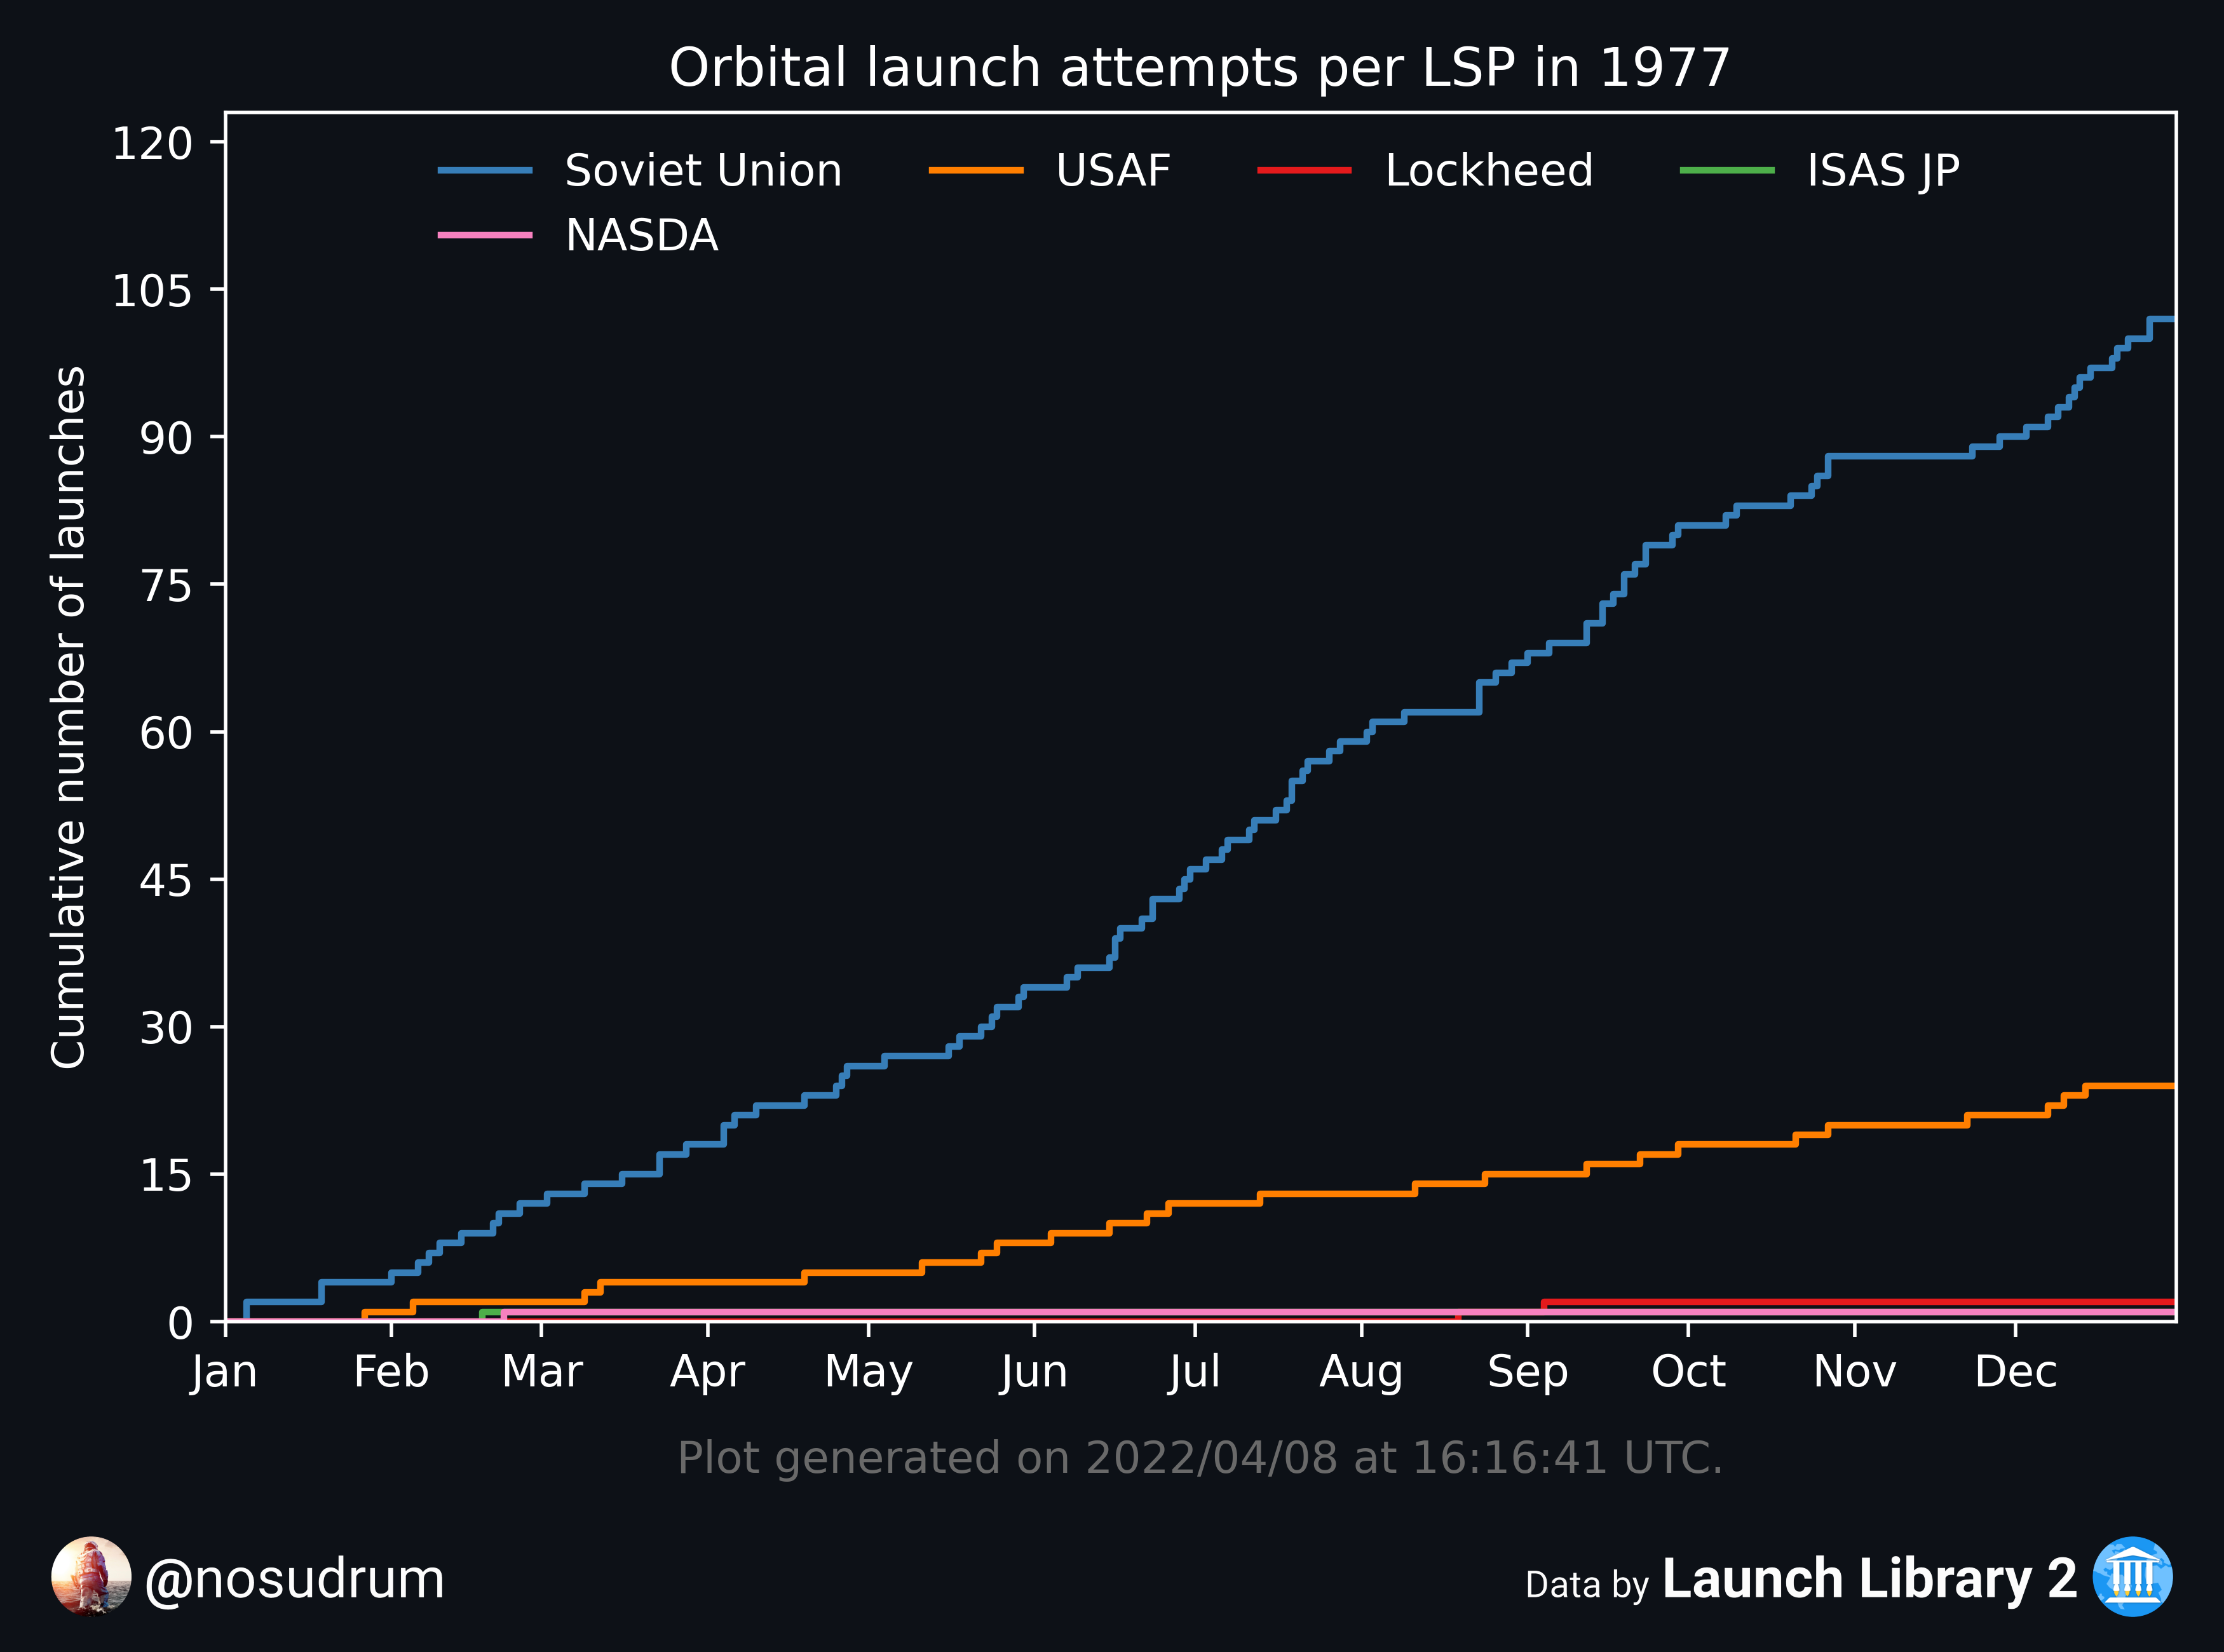 Orbital launch attempts per LSP in 1977
Soviet Union USAF Lockheed ISAS JP
NASDA
Cumulative number of launches
120
105
90
75
60
45
30
15
0
Jan Feb Mar Apr May Jun Jul Aug Sep Oct Nov Dec
Plot generated on 2022/04/08 at 16:16:41 UTC.
@nosudrum
Data by Launch Library 2